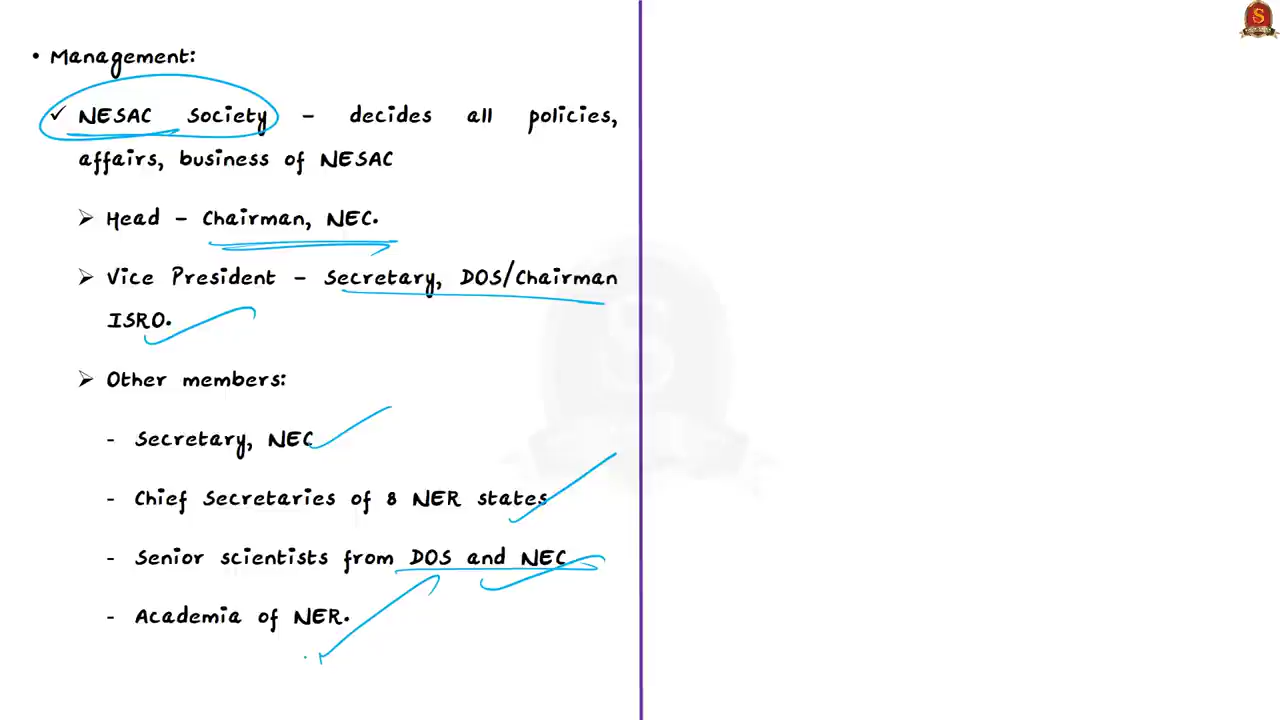 • Management:
✓ NESAC Society - decides all policies,
affairs, business of NESAC
➢ Head - Chairman, NEC.
➢ Vice President - Secretary, DOS/Chairman
ISRO.
➢ Other members:
- Secretary, NEC
- Chief Secretaries of 8 NER states
- Senior scientists from DOS and NEC
- Academia of NER.